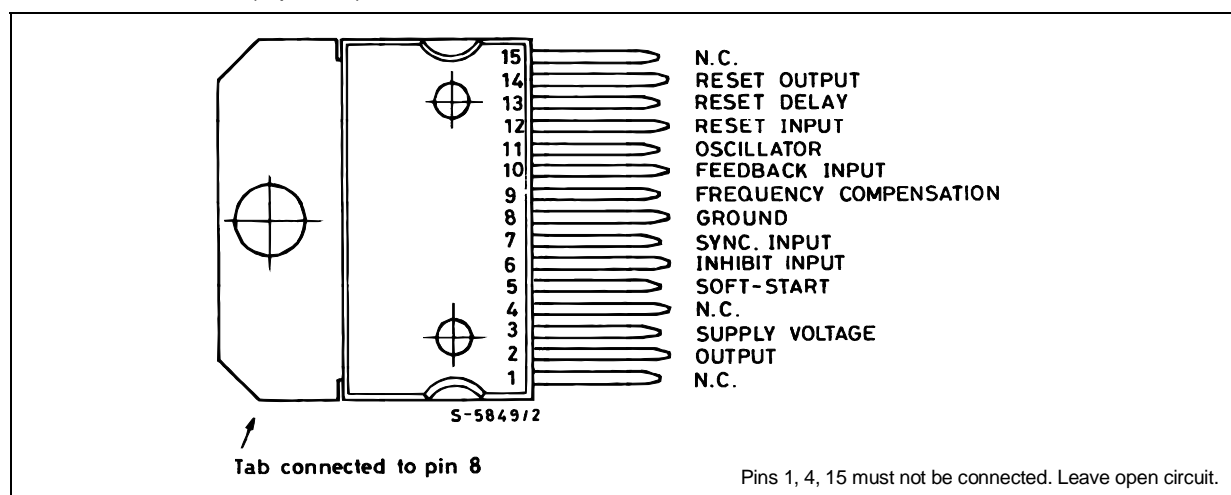 15 N.C.
14 RESET OUTPUT
13 RESET DELAY
12 RESET INPUT
11 OSCILLATOR
10 FEEDBACK INPUT
9 FREQUENCY COMPENSATION
8 GROUND
7 SYNC. INPUT
6 INHIBIT INPUT
5 SOFT-START
4 N.C.
3 SUPPLY VOLTAGE
2 OUTPUT
1 N.C.
S-5849/2
Tab connected to pin 8
Pins 1, 4, 15 must not be connected. Leave open circuit.